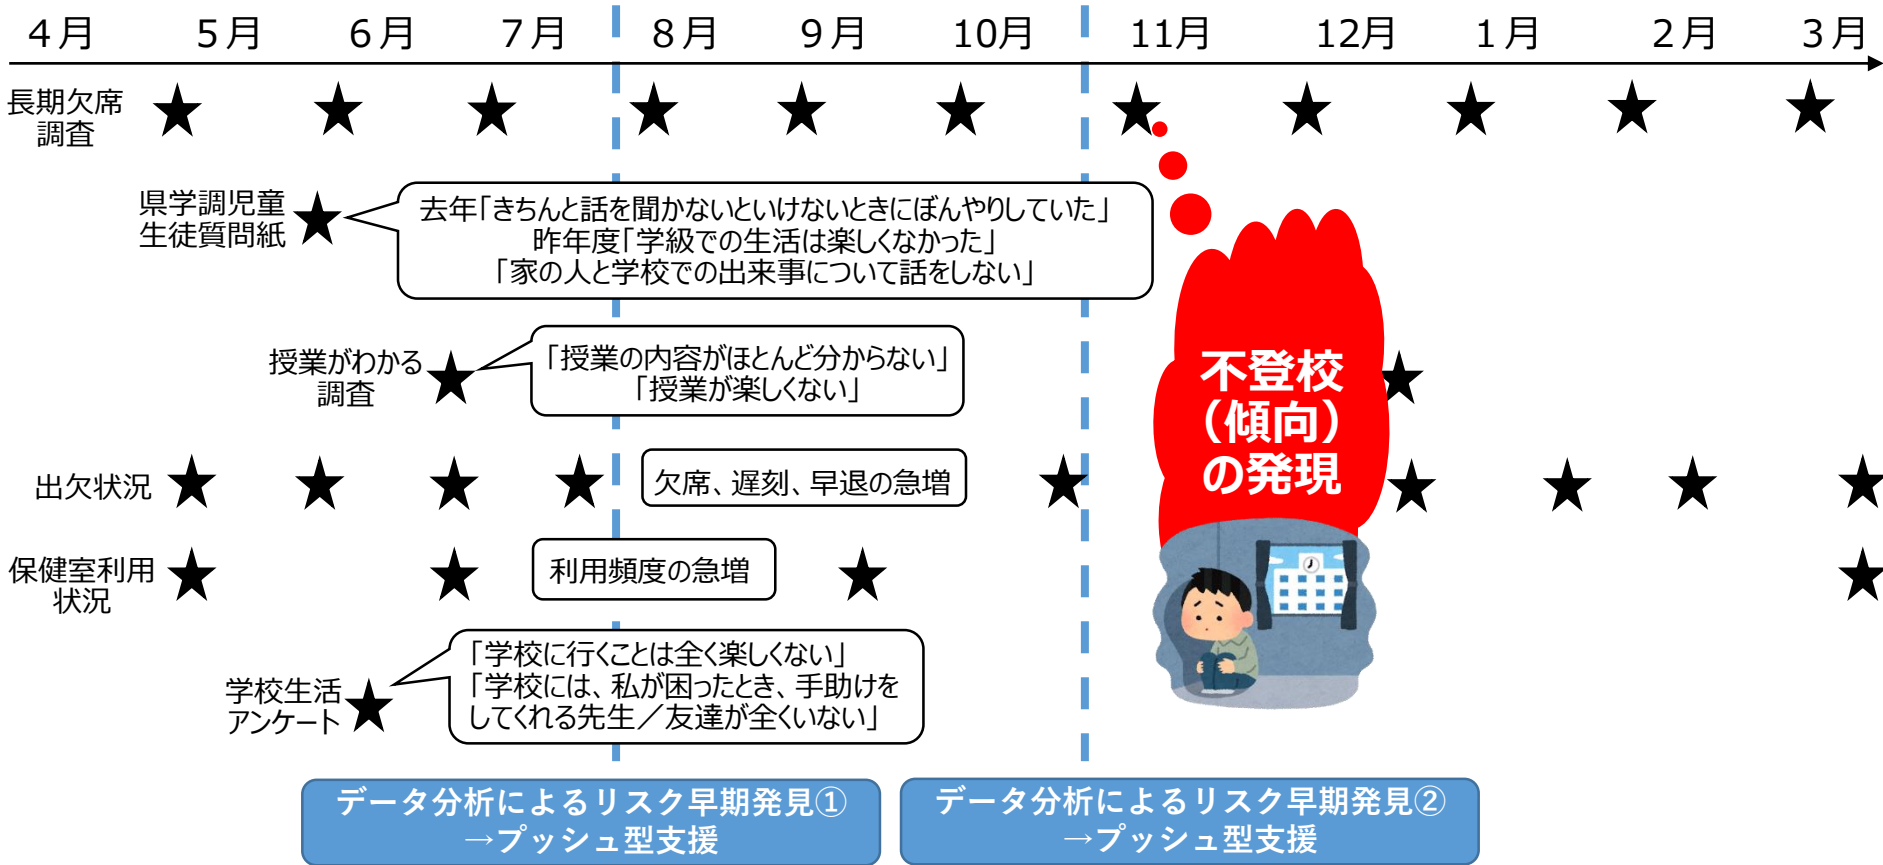 4月 5月 6月 7月 8月 9月 10月 11月 12月 1月 2月 3月
長期欠席
調査
県学調児童
生徒質問紙
去年「きちんと話を聞かないといけないときにぼんやりしていた」
昨年度「学級での生活は楽しくなかった」
「家の人と学校での出来事について話をしない」
授業がわかる
調査
「授業の内容がほとんど分からない」
「授業が楽しくない」
不登校
（傾向）
の発現
出欠状況
欠席、遅刻、早退の急増
保健室利用
状況
利用頻度の急増
学校生活
アンケート
「学校に行くことは全く楽しくない」
「学校には、私が困ったとき、手助けを
してくれる先生／友達が全くいない」
データ分析によるリスク早期発見①
→プッシュ型支援
データ分析によるリスク早期発見②
→プッシュ型支援